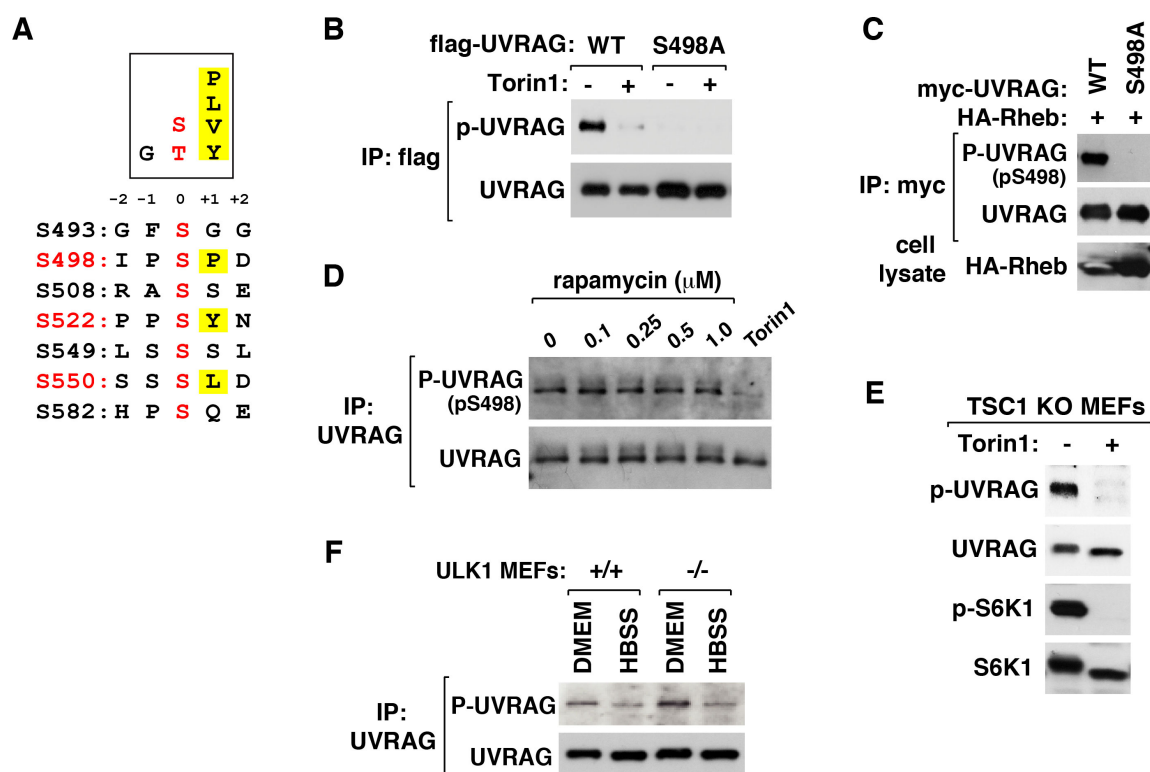 A
P
L
S V
G T Y
-2 -1 0 +1 +2
S493: G F S G G
S498: I P S P D
S508: R A S S E
S522: P P S Y N
S549: L S S S L
S550: S S S L D
S582: H P S Q E
B
flag-UVRAG: WT S498A
Torin1: - + - +
IP: flag
p-UVRAG
UVRAG
C
myc-UVRAG: WT S498A
HA-Rheb: + +
IP: myc
P-UVRAG
(pS498)
UVRAG
cell
lysate
HA-Rheb
D
rapamycin (μM)
0 0.1 0.25 0.5 1.0 Torin1
IP:
UVRAG
P-UVRAG
(pS498)
UVRAG
E
TSC1 KO MEFs
Torin1: - +
p-UVRAG
UVRAG
p-S6K1
S6K1
F
ULK1 MEFs: +/+ -/-
DMEM HBSS DMEM HBSS
IP:
UVRAG
P-UVRAG
UVRAG